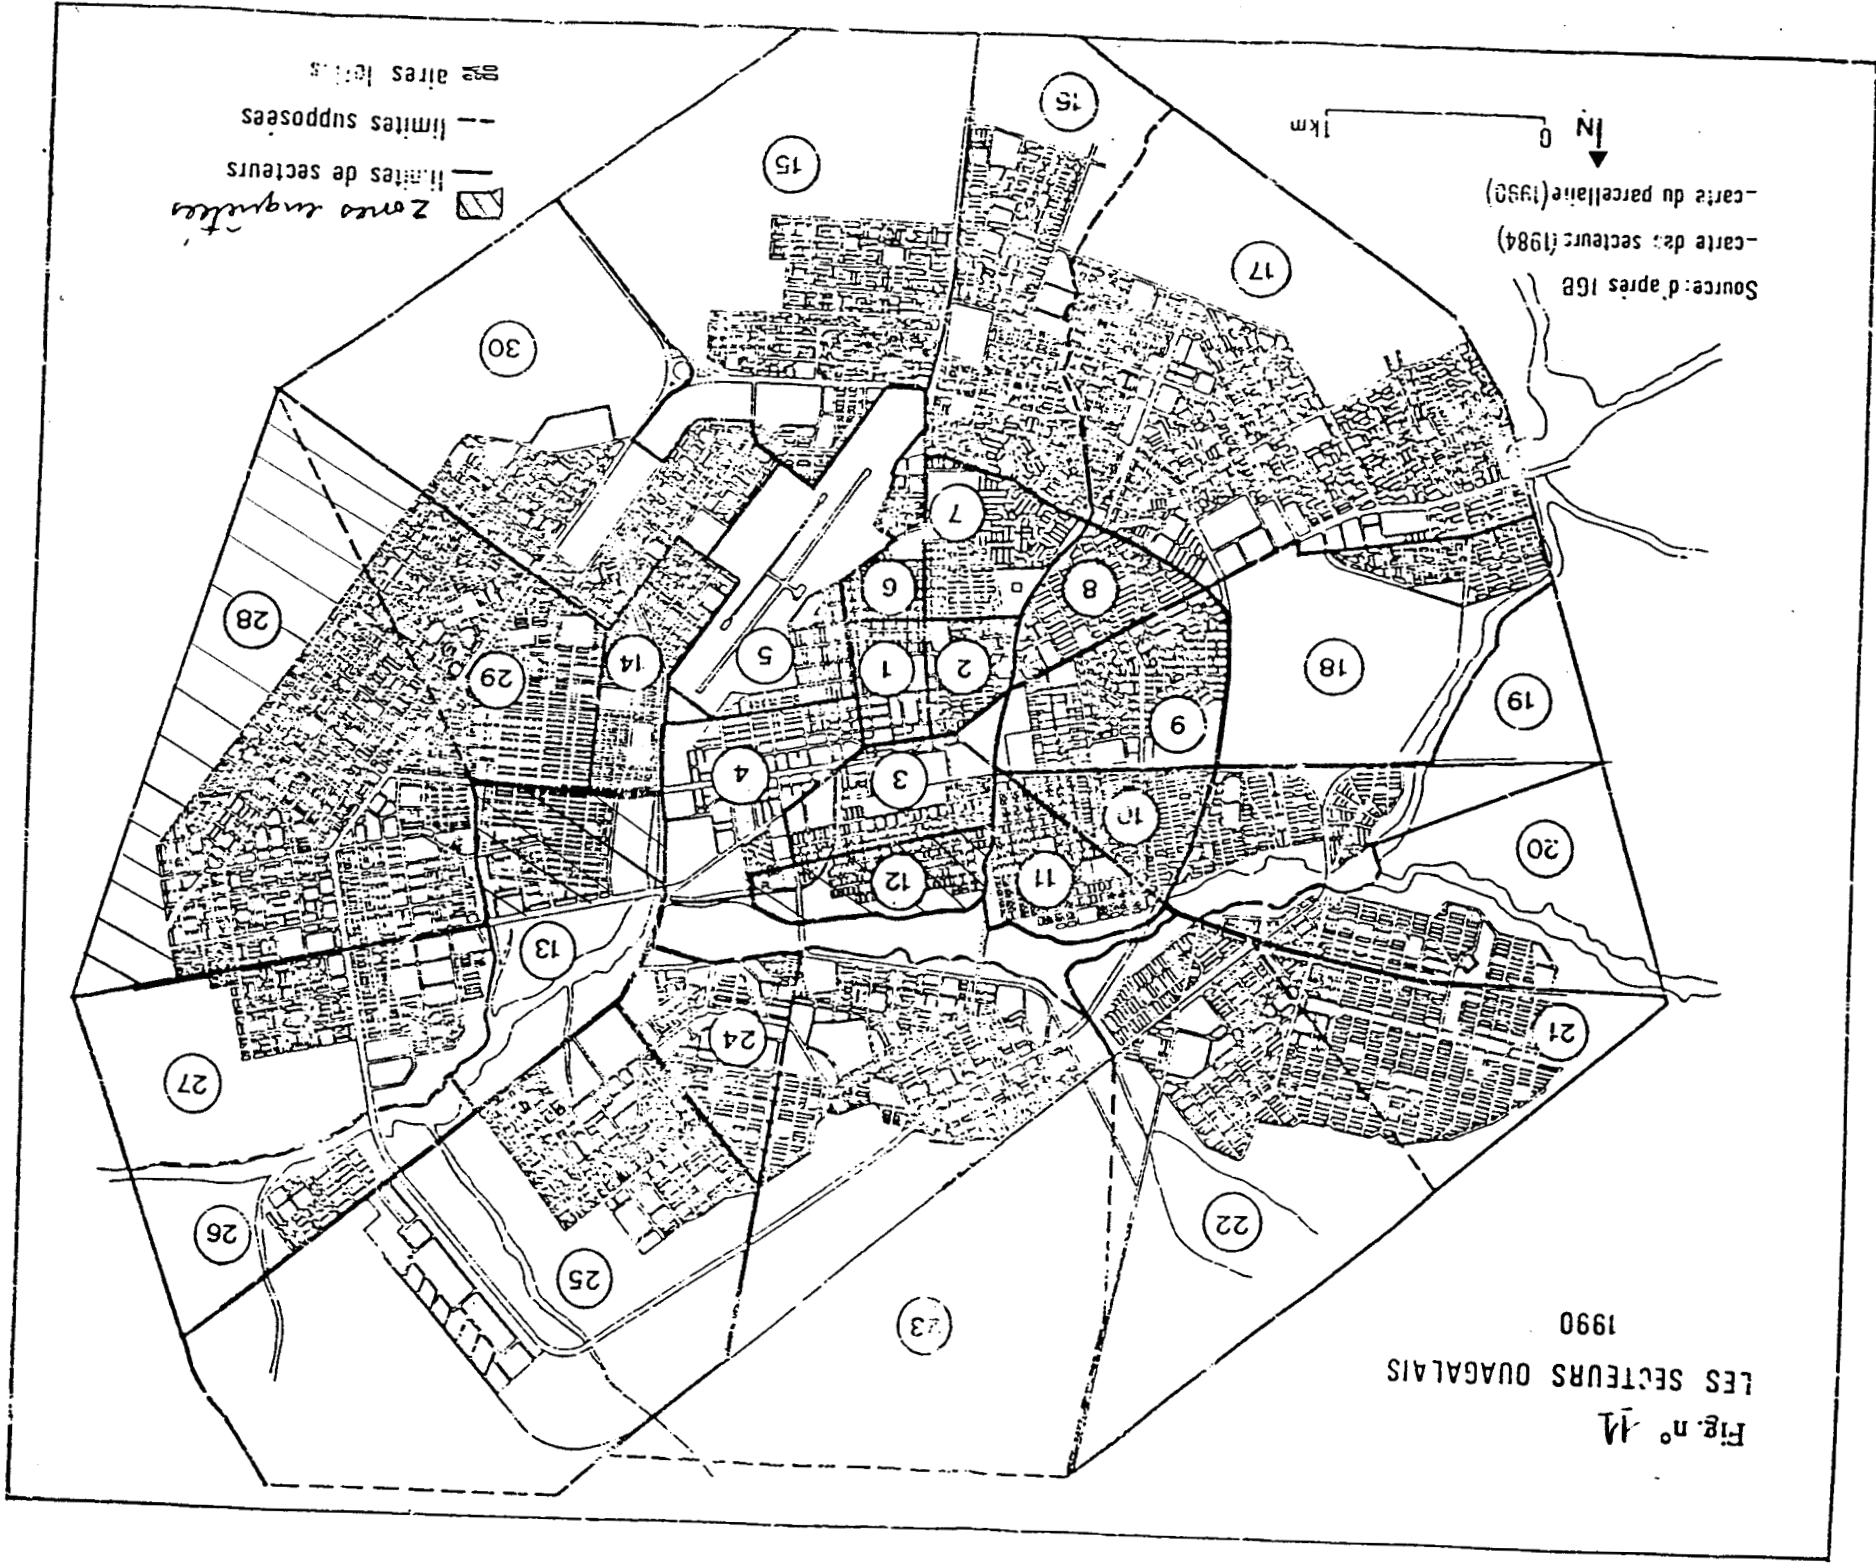 Fig. n° 11
LES SECTEURS OUAGALAIS
1990
23
25
22
26
27
24
21
13
12
11
20
10
3
4
9
19
18
2
1
5
14
29
28
8
6
7
30
17
15
16
Source: d'après IGB
-carte des secteurs (1984)
-carte du parcellaire (1990)
N
0 1km
Zones enquêtées
limites de secteurs
limites supposées
aires loties